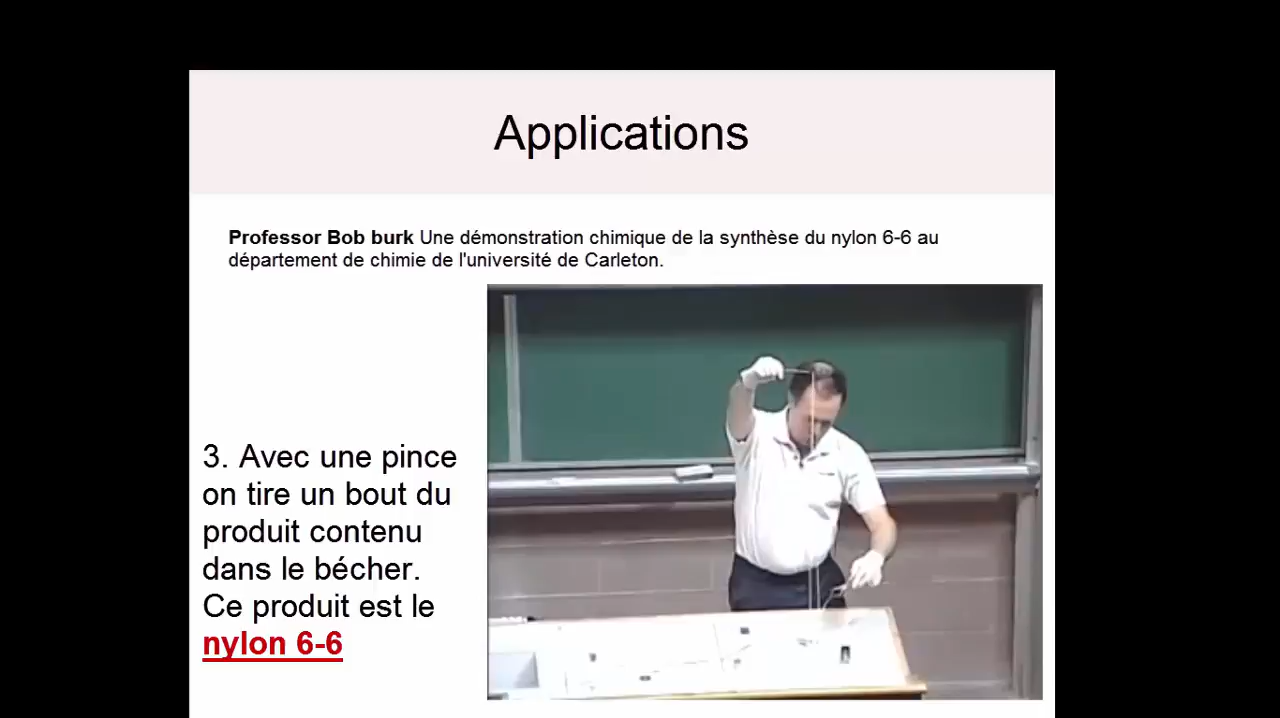 Applications
Professor Bob burk Une démonstration chimique de la synthèse du nylon 6-6 au
département de chimie de l'université de Carleton.
3. Avec une pince
on tire un bout du
produit contenu
dans le bécher.
Ce produit est le
nylon 6-6